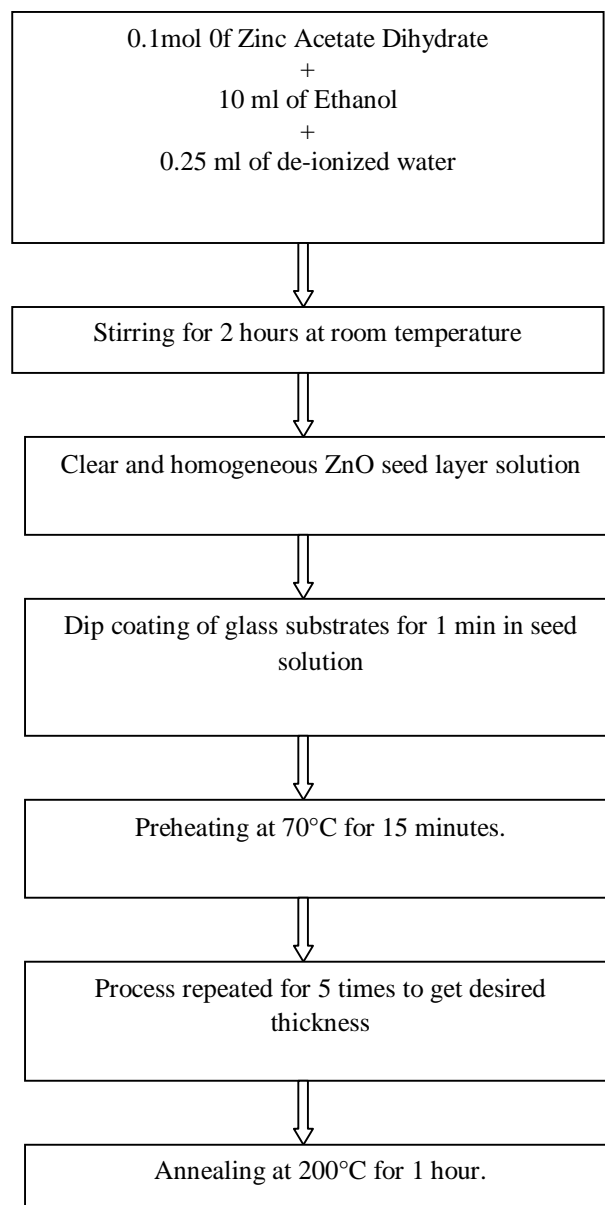 0.1mol 0f Zinc Acetate Dihydrate
+
10 ml of Ethanol
+
0.25 ml of de-ionized water
Stirring for 2 hours at room temperature
Clear and homogeneous ZnO seed layer solution
Dip coating of glass substrates for 1 min in seed
solution
Preheating at 70°C for 15 minutes.
Process repeated for 5 times to get desired
thickness
Annealing at 200°C for 1 hour.